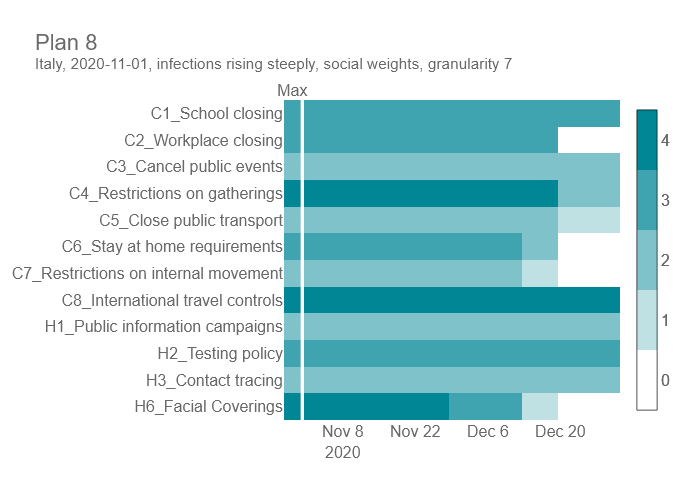 Plan 8
Italy, 2020-11-01, infections rising steeply, social weights, granularity 7
Max
C1_School closing
C2_Workplace closing
C3_Cancel public events
C4_Restrictions on gatherings
C5_Close public transport
C6_Stay at home requirements
C7_Restrictions on internal movement
C8_International travel controls
H1_Public information campaigns
H2_Testing policy
H3_Contact tracing
H6_Facial Coverings
4
3
2
1
0
Nov 8 Nov 22 Dec 6 Dec 20
2020